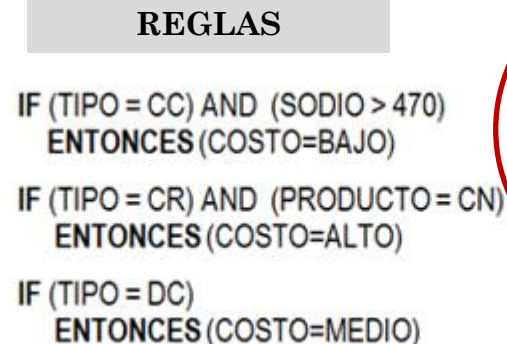 REGLAS
IF (TIPO = CC) AND (SODIO > 470)
ENTONCES (COSTO=BAJO)
IF (TIPO = CR) AND (PRODUCTO = CN)
ENTONCES (COSTO=ALTO)
IF (TIPO = DC)
ENTONCES (COSTO=MEDIO)